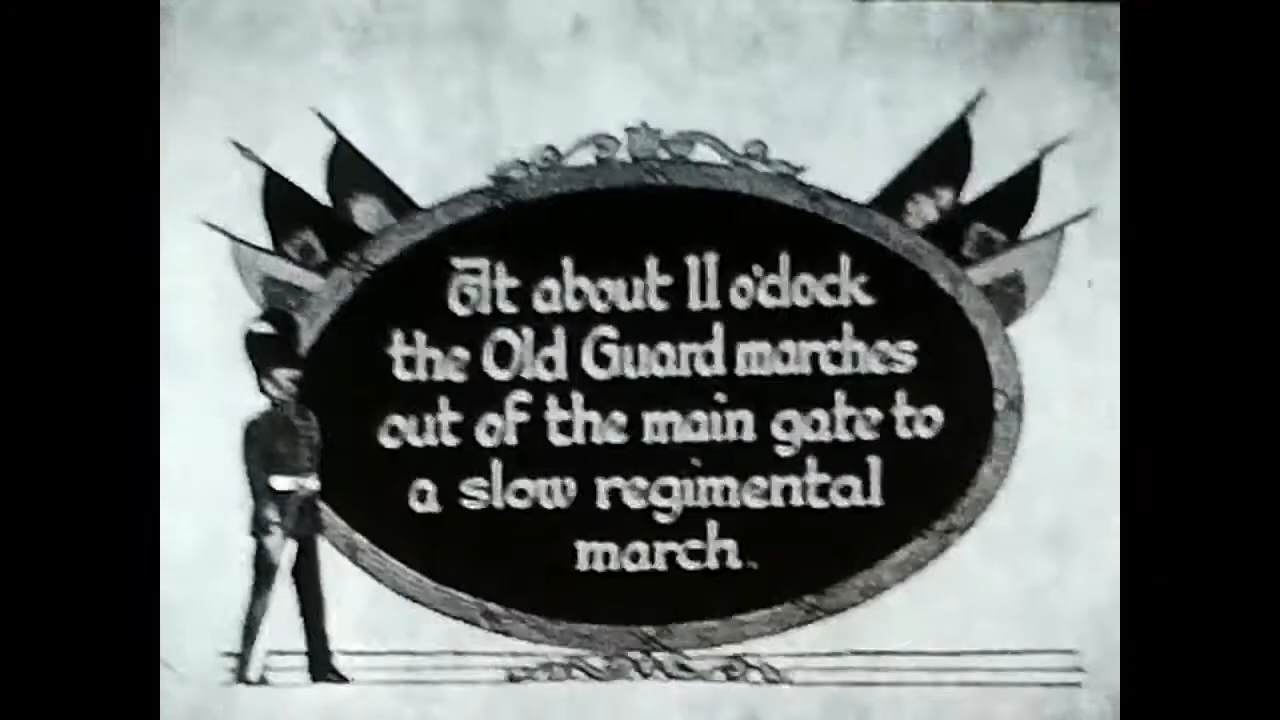 At about 11 o'clock
the Old Guard marches
out of the main gate to
a slow regimental
march.